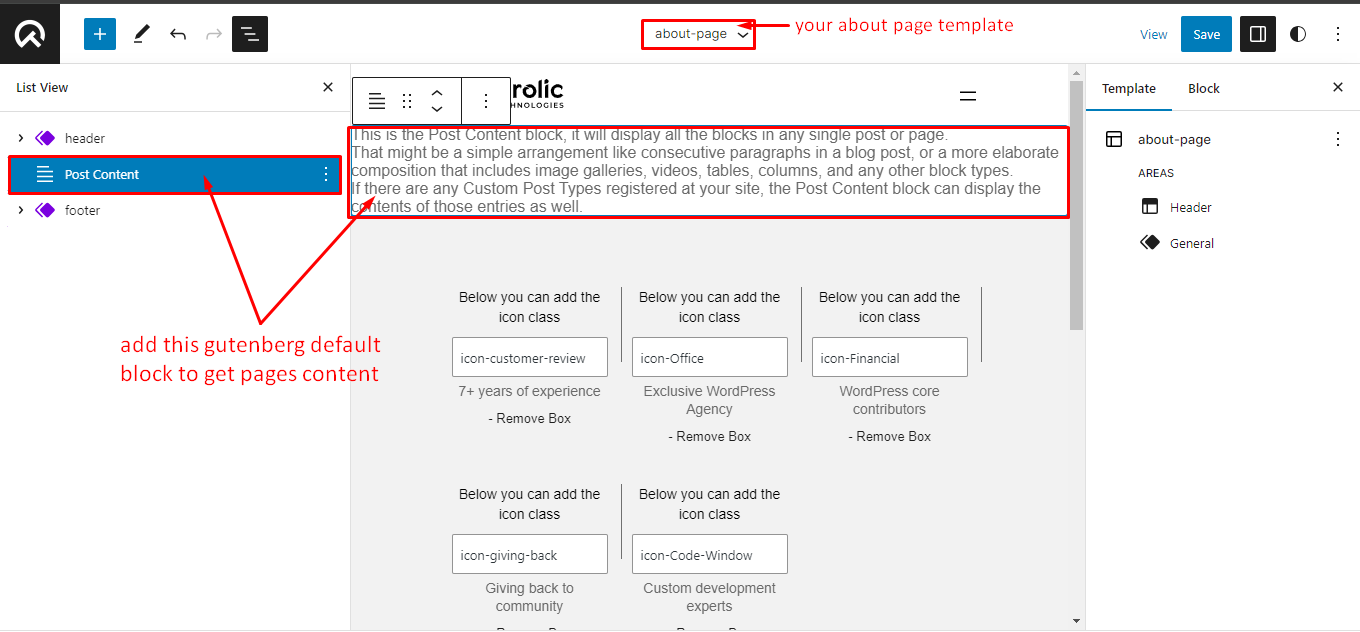 about-page
your about page template
View
Save
List View
header
Post Content
footer
add this gutenberg default
block to get pages content
rolic
HNOLOGIES
This is the Post Content block, it will display all the blocks in any single post or page.
That might be a simple arrangement like consecutive paragraphs in a blog post, or a more elaborate
composition that includes image galleries, videos, tables, columns, and any other block types.
If there are any Custom Post Types registered at your site, the Post Content block can display the
contents of those entries as well.
Below you can add the
icon class
icon-customer-review
7+ years of experience
- Remove Box
Below you can add the
icon class
icon-Office
Exclusive WordPress
Agency
- Remove Box
Below you can add the
icon class
icon-Financial
WordPress core
contributors
- Remove Box
Below you can add the
icon class
icon-giving-back
Giving back to
community
Below you can add the
icon class
icon-Code-Window
Custom development
experts
Template
Block
about-page
AREAS
Header
General